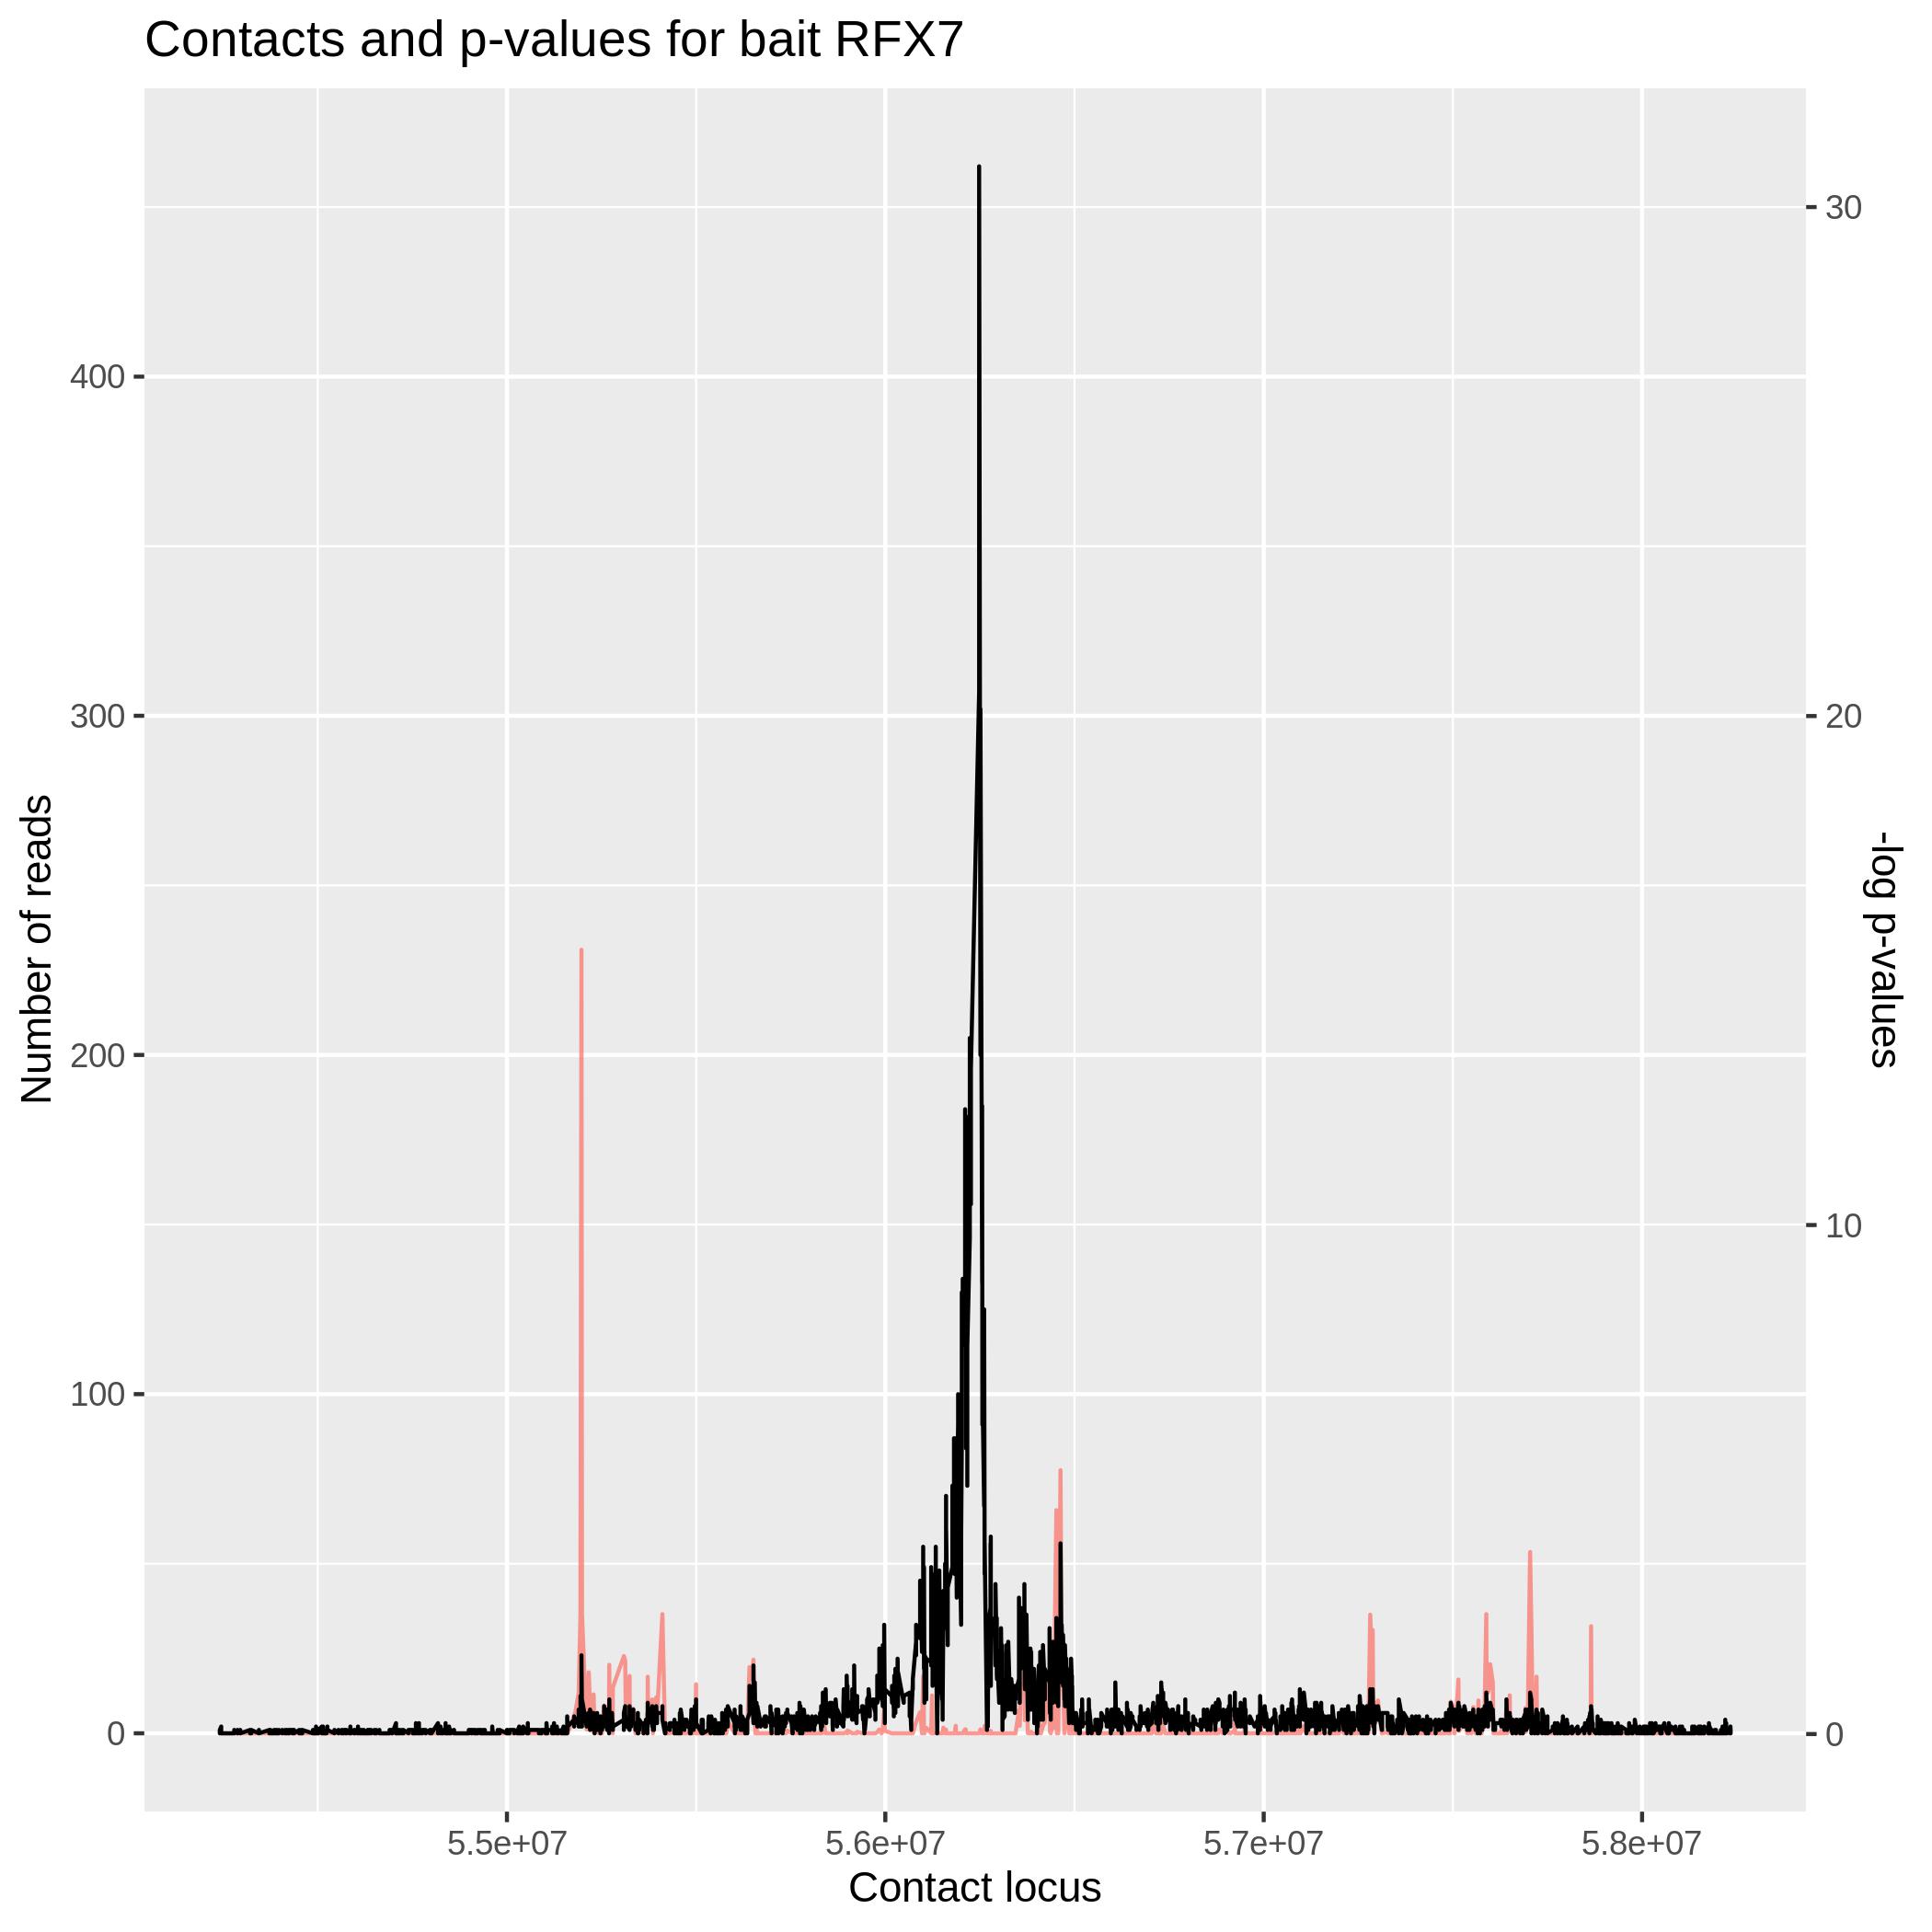 Contacts and p-values for bait RFX7
Number of reads
400
300
200
100
0
30
20
10
0
-log p-values
5.5e+07
5.6e+07
5.7e+07
5.8e+07
Contact locus